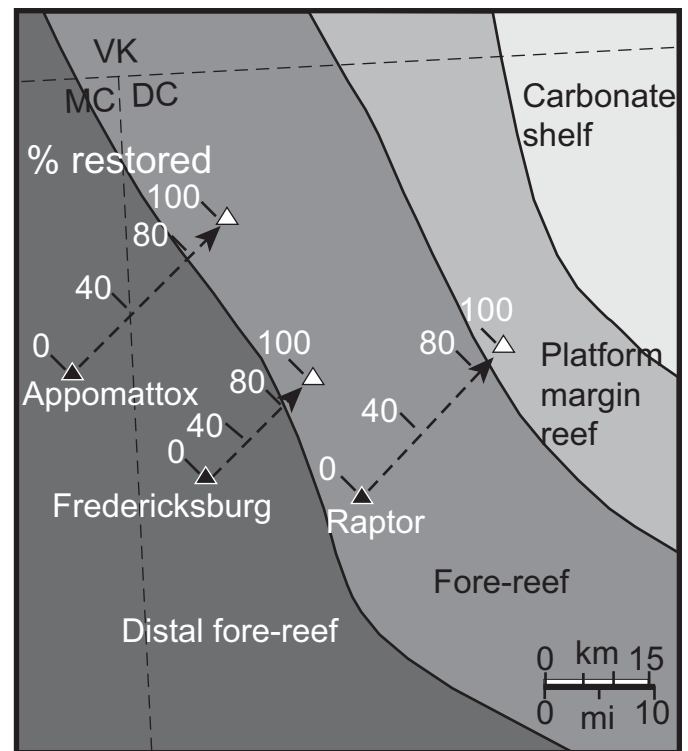 VK
MC DC
Carbonate
shelf
% restored
100
80
40
0
Appomattox
100
80
40
0
Fredericksburg
100
80
40
0
Raptor
Platform
margin
reef
Fore-reef
Distal fore-reef
0 km 15
0 mi 10